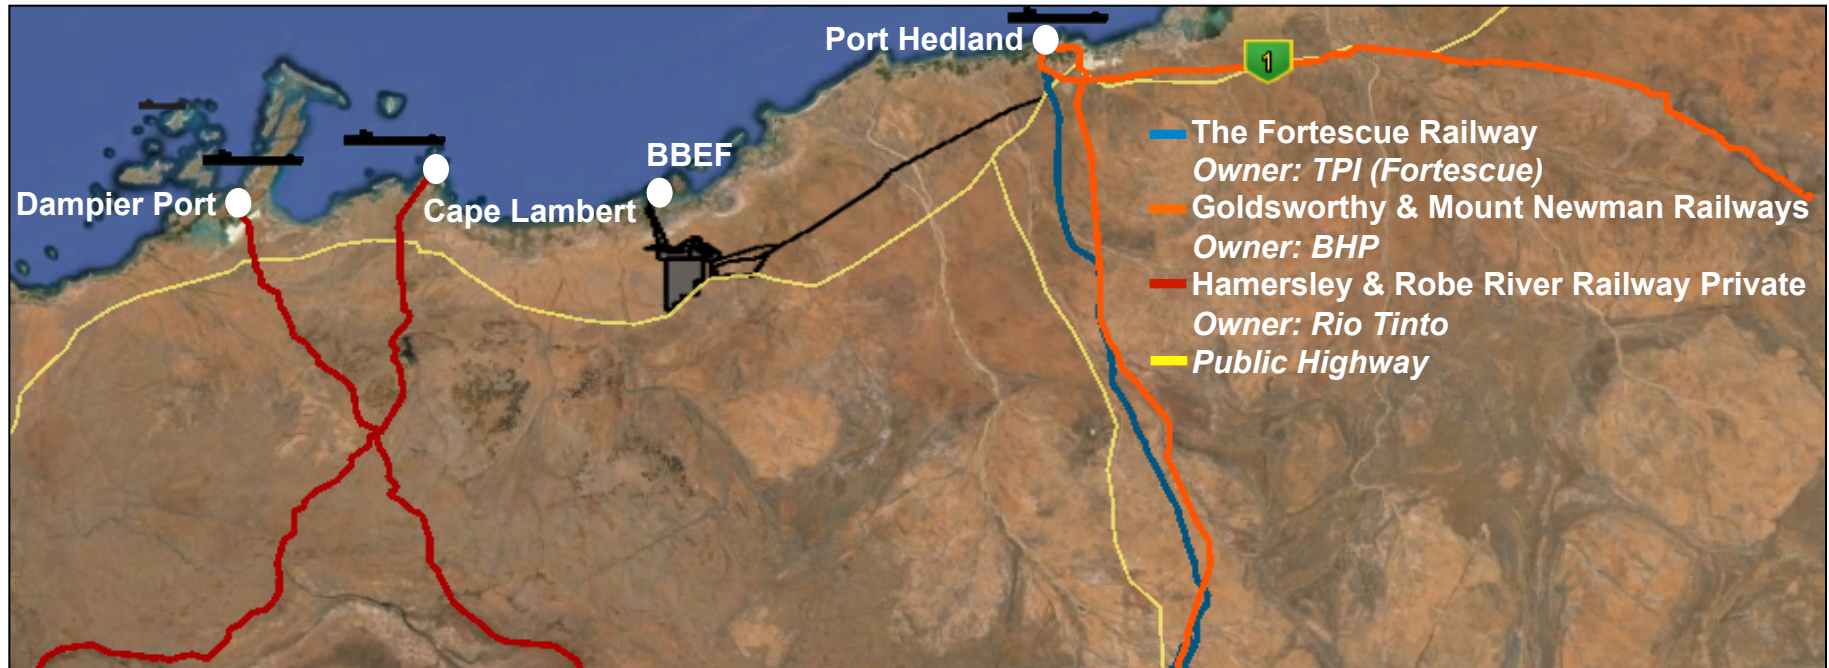 Port Hedland
1
BBEF
Dampier Port
Cape Lambert
The Fortescue Railway
Owner: TPI (Fortescue)
Goldsworthy & Mount Newman Railways
Owner: BHP
Hamersley & Robe River Railway Private
Owner: Rio Tinto
Public Highway